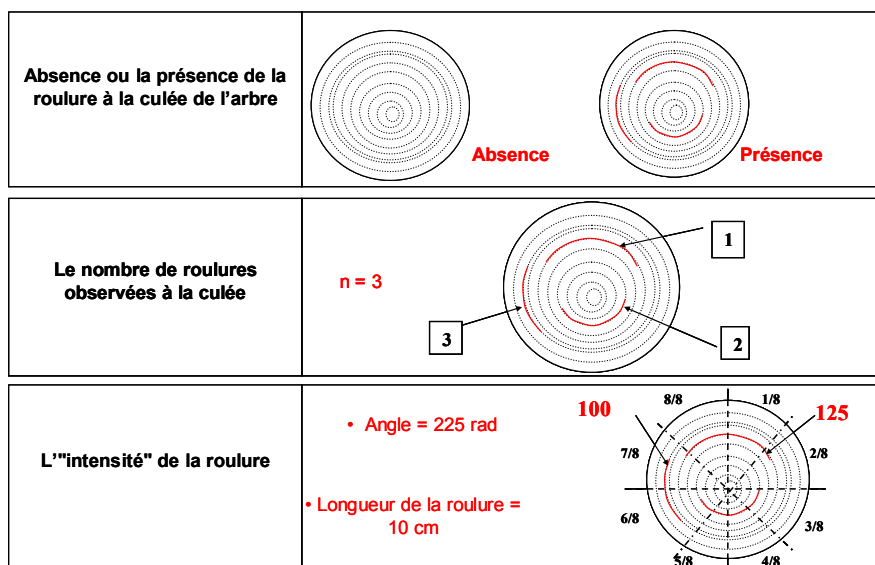 Absence ou la présence de la
roulure à la culée de l'arbre
Absence
Présence
Le nombre de roulures
observées à la culée
n = 3
1
2
3
L'"intensité" de la roulure
• Angle = 225 rad
• Longueur de la roulure =
10 cm
100
125
8/8
1/8
7/8
2/8
6/8
3/8
5/8
4/8